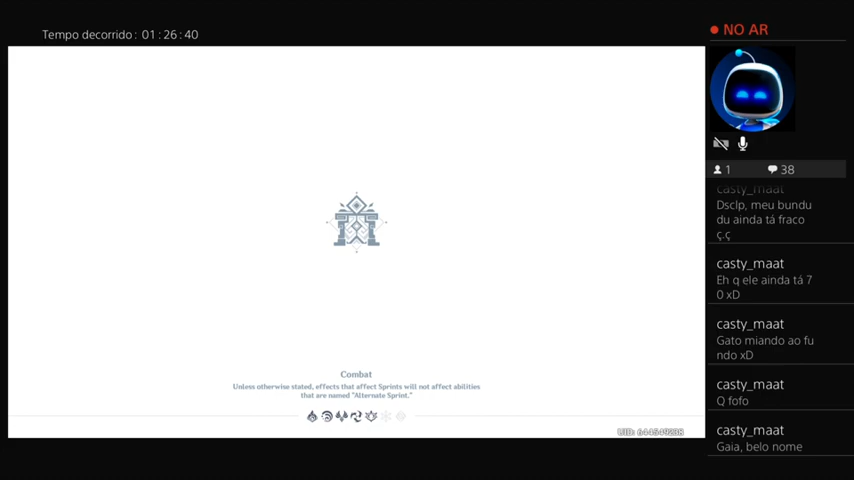 Tempo decorrido: 01:26:40
NO AR
1
38
casty_maat
Dsclp, meu bundu
du ainda tá fraco
ç.ç
casty_maat
Eh q ele ainda tá 7
0 xD
casty_maat
Gato miando ao fu
ndo xD
casty_maat
Q fofo
casty_maat
Gaia, belo nome
Combat
Unless otherwise stated, effects that affect Sprints will not affect abilities
that are named "Alternate Sprint."